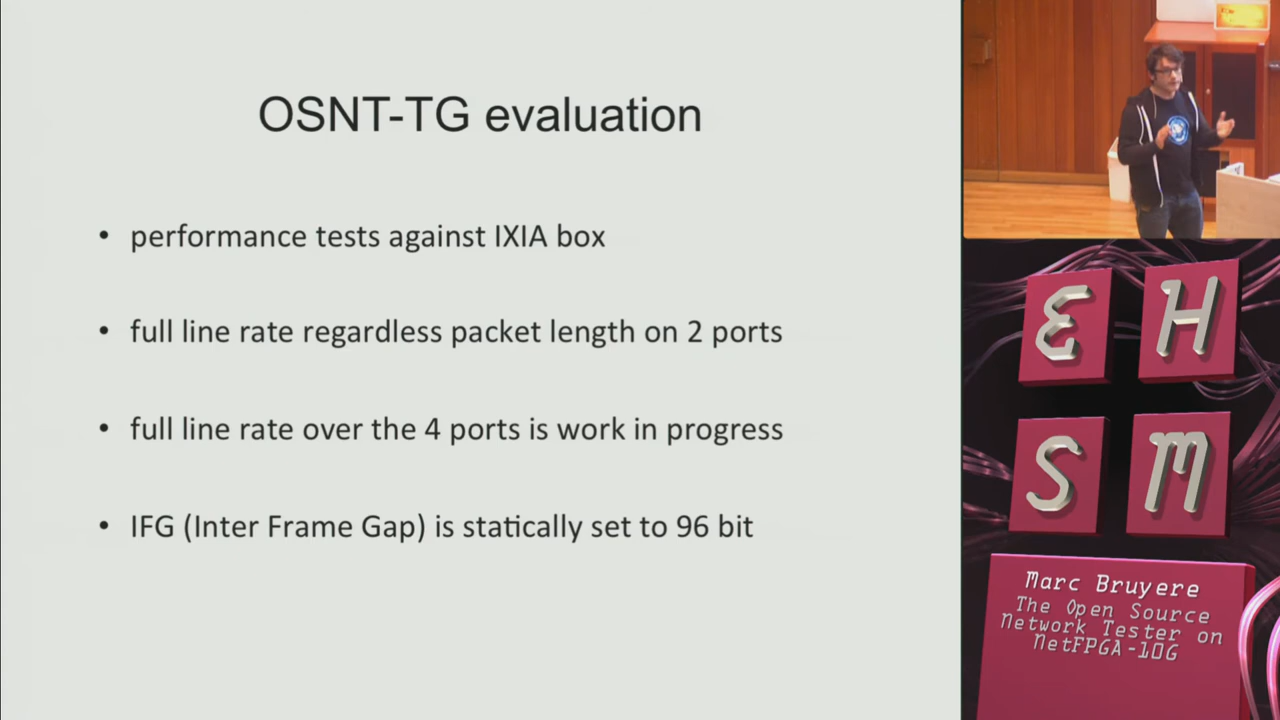 OSNT-TG evaluation
• performance tests against IXIA box
• full line rate regardless packet length on 2 ports
• full line rate over the 4 ports is work in progress
• IFG (Inter Frame Gap) is statically set to 96 bit
E H
S M
Marc Bruyere
The Open Source
Network Tester on
NetFPGA-10G